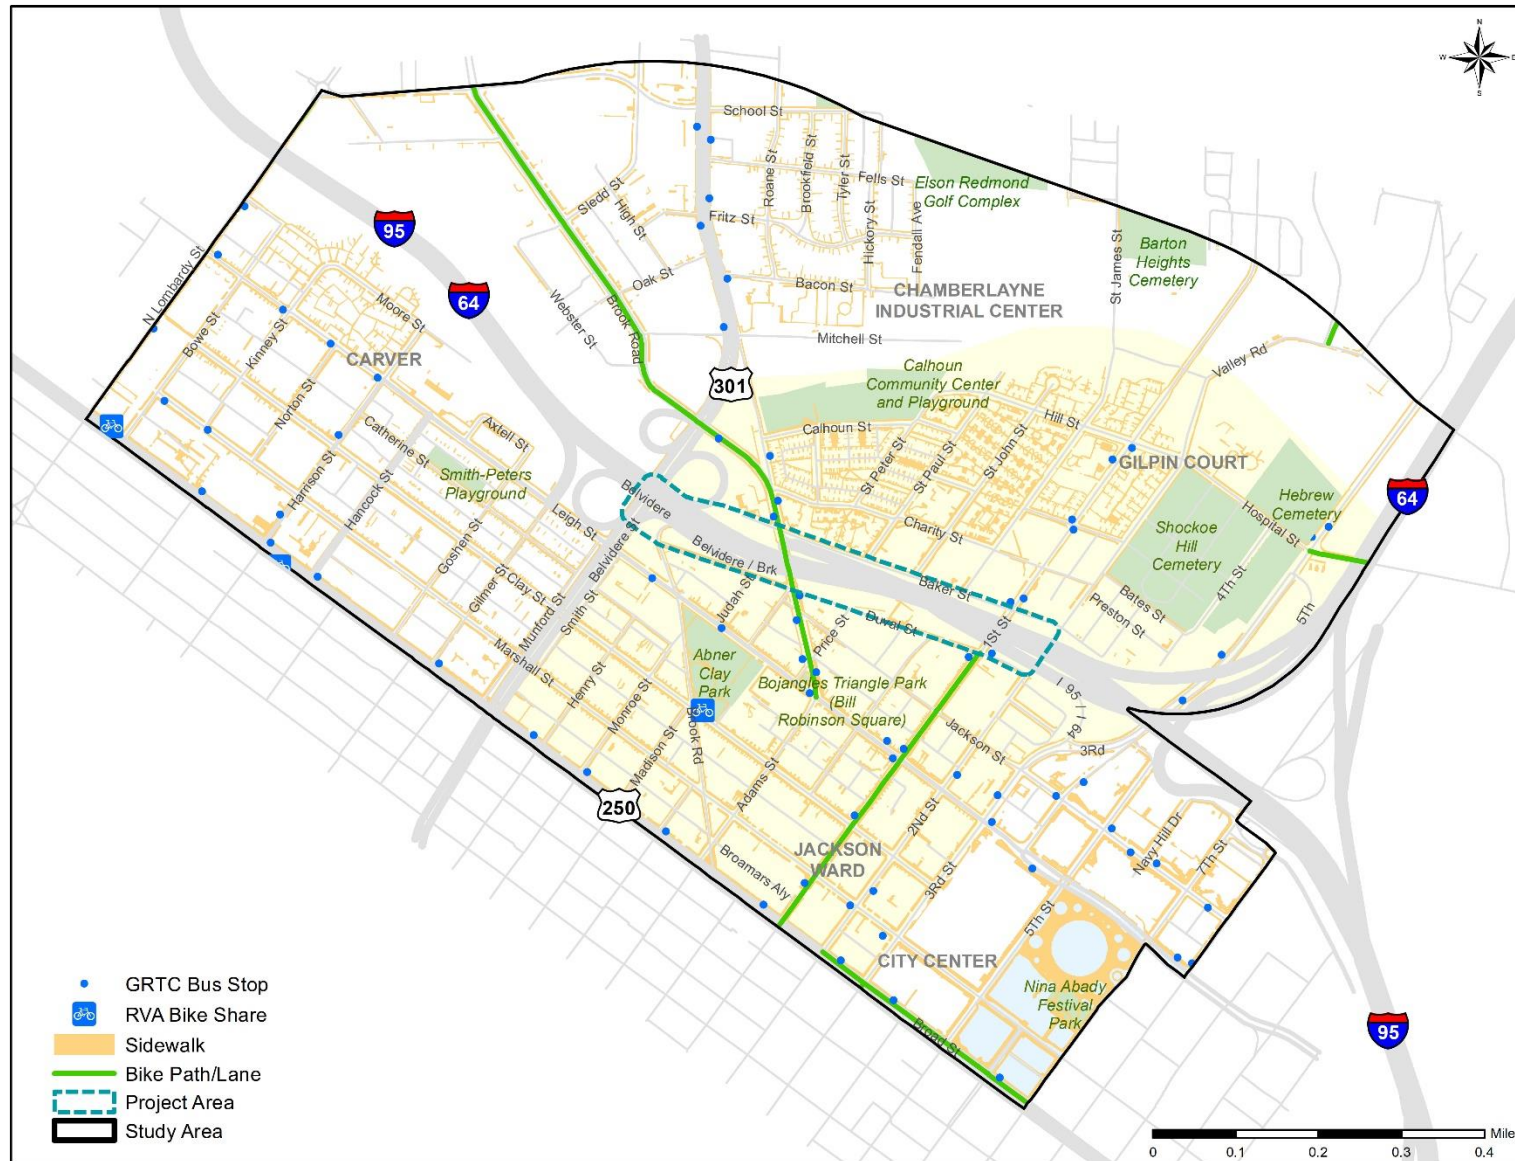 N
W
E
S
School St
Roane St
Brookfield St
Tyler St
Fells St
Elson Redmond
Golf Complex
Sledd St
High St
Fritz St
Hickory St
Fendall Ave
St James St
Barton
Heights
Cemetery
95
64
N Lombardy St
Moore St
Oak St
Webster St
Brook Road
Bacon St
CHAMBERLAYNE
INDUSTRIAL CENTER
Mitchell St
Bowe St
Kinney St
CARVER
Norton St
301
Calhoun
Community Center
and Playground
Valley Rd
Hill St
Calhoun St
St Peter St
St Paul St
St John St
GILPIN COURT
Axtell St
Catherine St
Harrison St
Hancock St
Smith-Peters
Playground
Goshen St
Leigh St
Belvidere
Belvidere St
Charity St
Hebrew
Cemetery
Hospital St
64
Shockoe
Hill
Cemetery
Belvidere / Brk
Baker St
Bates St
Preston St
4Th St
5Th
Gilmer St
Clay St
Munford St
Smith St
Judah St
Price St
Duval St
1St St
Marshall St
Henry St
Monroe St
Abner
Clay
Park
Bojangles Triangle Park
(Bill
Robinson Square)
I 95 I 64
Madison St
Brook Rd
Adams St
Jackson St
3Rd
250
2Nd St
Navy Hill Dr
7Th St
JACKSON
WARD
Broamars Aly
3Rd St
5Th St
CITY CENTER
Nina Abady
Festival
Park
Broad St
95
GRTC Bus Stop
RVA Bike Share
Sidewalk
Bike Path/Lane
Project Area
Study Area
Mile
0 0.1 0.2 0.3 0.4